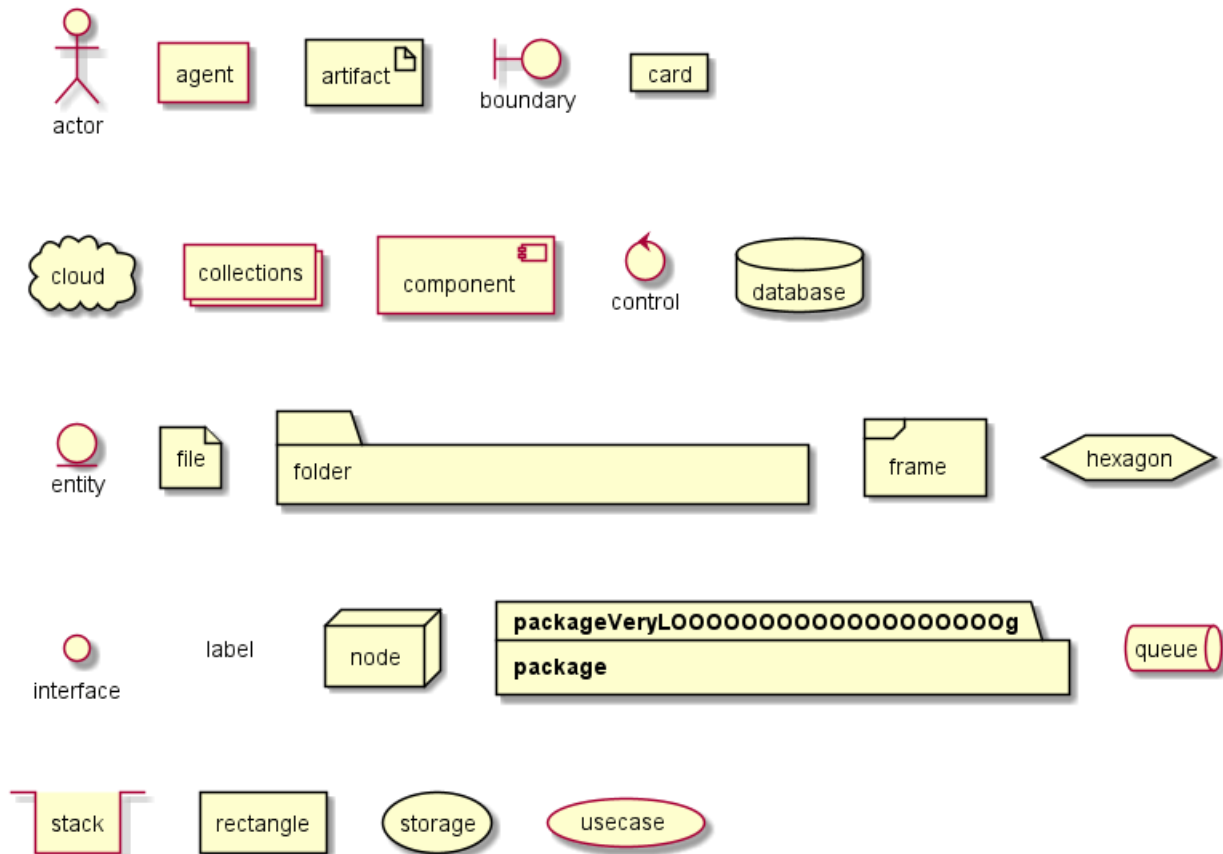 actor
agent
artifact
boundary
card
cloud
collections
component
control
database
entity
file
folder
frame
hexagon
interface
label
node
packageVeryLOOOOOOOOOOOOOOOOOOOg
package
queue
stack
rectangle
storage
usecase